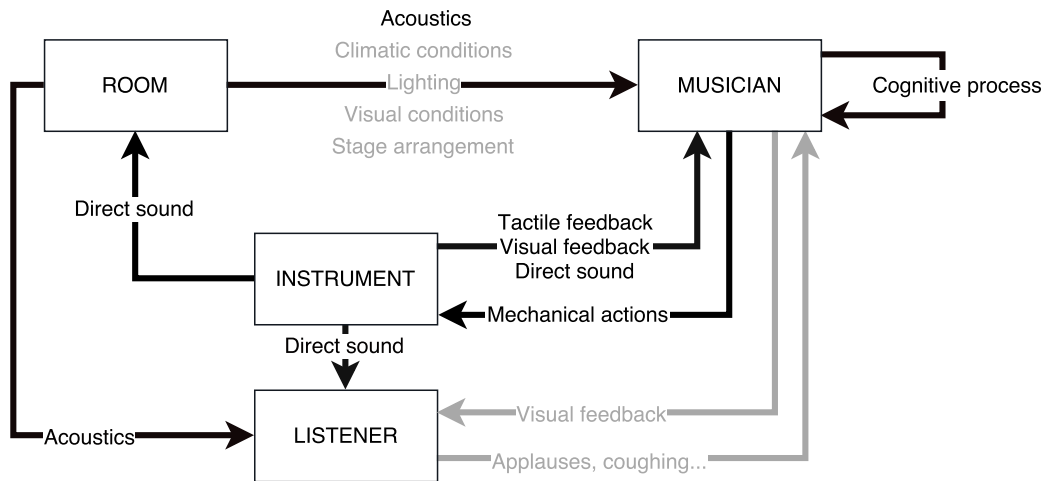 Acoustics
Climatic conditions
ROOM
Lighting
MUSICIAN
Cognitive process
Visual conditions
Stage arrangement
Direct sound
Tactile feedback
Visual feedback
Direct sound
INSTRUMENT
Mechanical actions
Direct sound
Visual feedback
LISTENER
Acoustics
Applauses, coughing...